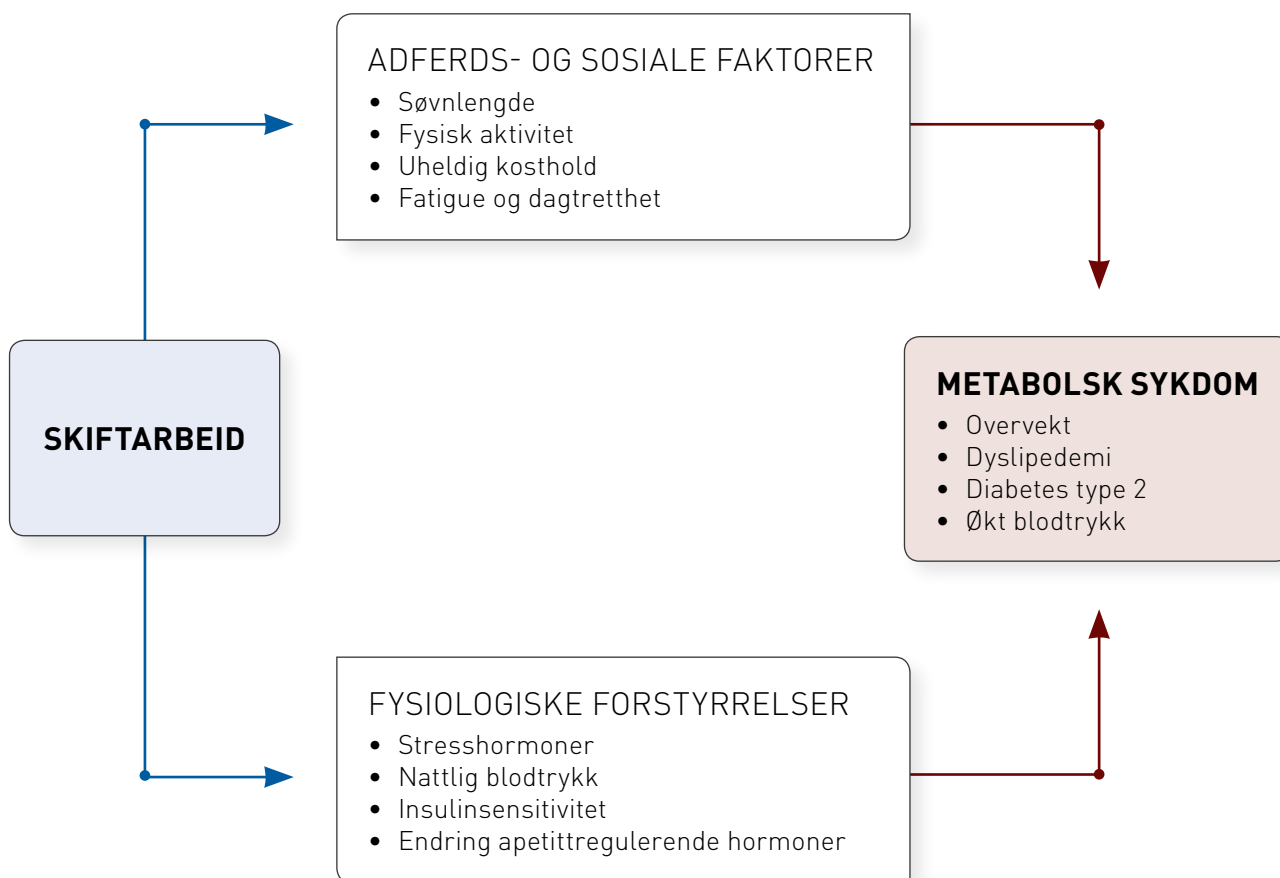 ADFERDS- OG SOSIALE FAKTORER
• Søvnlengde
• Fysisk aktivitet
• Uheldig kosthold
• Fatigue og dagtretthet
SKIFTARBEID
METABOLSK SYKDOM
• Overvekt
• Dyslipedemi
• Diabetes type 2
• Økt blodtrykk
FYSIOLOGISKE FORSTYRRELSER
• Stresshormoner
• Nattlig blodtrykk
• Insulinsensitivitet
• Endring apetittregulerende hormoner